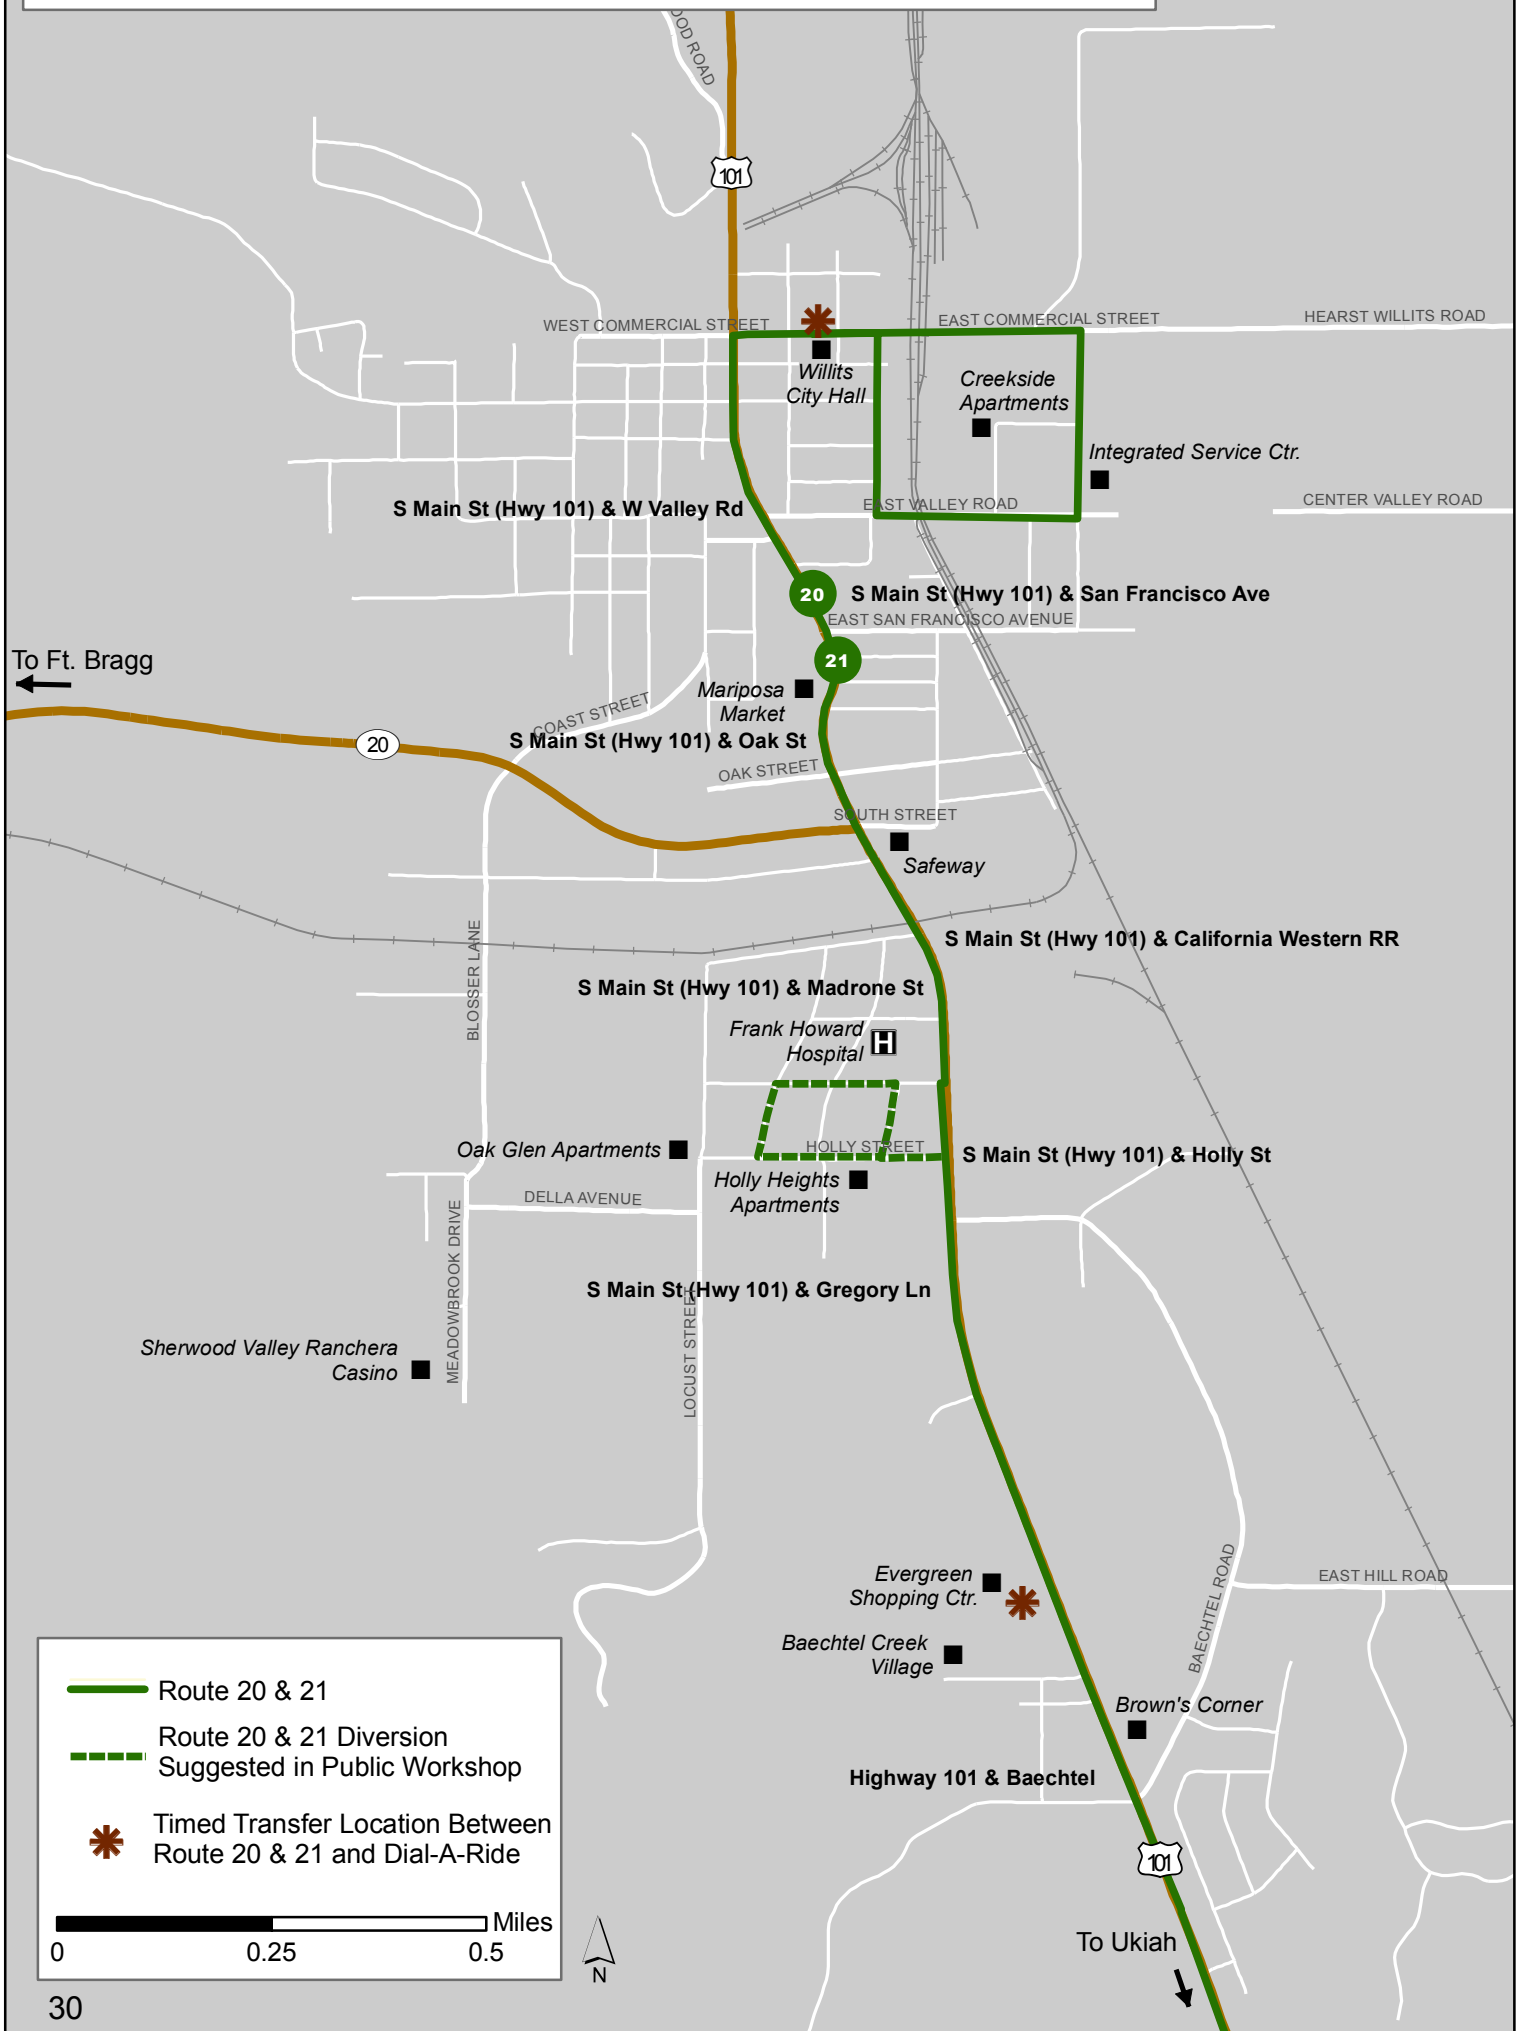 OOD ROAD
101
WEST COMMERCIAL STREET
EAST COMMERCIAL STREET
HEARST WILLITS ROAD
Willits
City Hall
Creekside
Apartments
Integrated Service Ctr.
S Main St (Hwy 101) & W Valley Rd
EAST VALLEY ROAD
CENTER VALLEY ROAD
20
S Main St (Hwy 101) & San Francisco Ave
EAST SAN FRANCISCO AVENUE
21
To Ft. Bragg
Mariposa
Market
COAST STREET
20
S Main St (Hwy 101) & Oak St
OAK STREET
SOUTH STREET
Safeway
BLOSSER LANE
S Main St (Hwy 101) & California Western RR
S Main St (Hwy 101) & Madrone St
Frank Howard
Hospital
H
Oak Glen Apartments
HOLLY STREET
S Main St (Hwy 101) & Holly St
Holly Heights
Apartments
DELLA AVENUE
MEADOWBROOK DRIVE
S Main St (Hwy 101) & Gregory Ln
LOCUST STREET
Sherwood Valley Ranchera
Casino
Evergreen
Shopping Ctr.
BAECHTEL ROAD
EAST HILL ROAD
Baechtel Creek
Village
Brown's Corner
Highway 101 & Baechtel
101
To Ukiah
Route 20 & 21
Route 20 & 21 Diversion
Suggested in Public Workshop
Timed Transfer Location Between
Route 20 & 21 and Dial-A-Ride
Miles
0 0.25 0.5
N
30